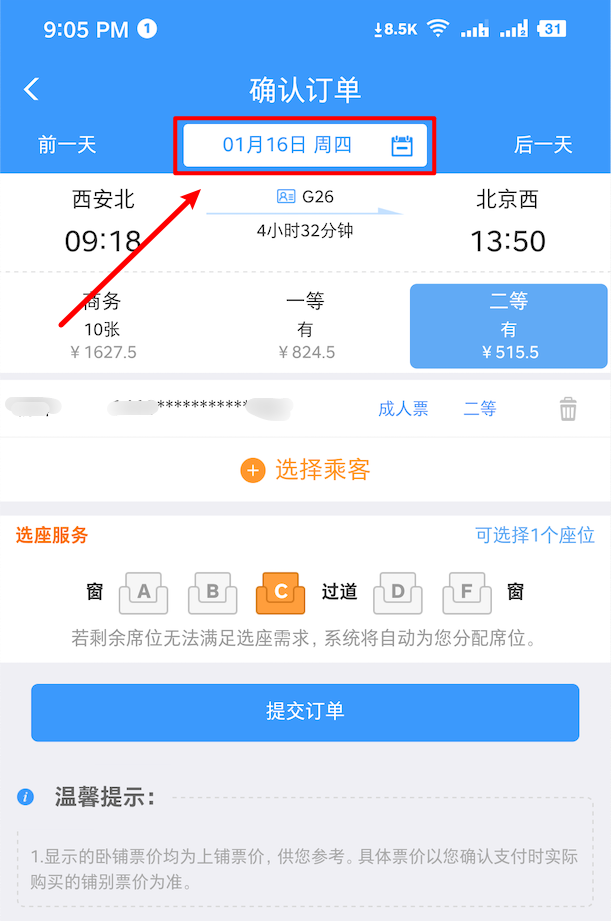 9:05 PM 1 8.5K 31
确认订单
前一天 01月16日 周四 后一天
西安北 G26 北京西
09:18 4小时32分钟 13:50
商务 一等 二等
10张 有 有
¥1627.5 ¥824.5 ¥515.5
************* 成人票 二等
选择乘客
选座服务 可选择1个座位
窗 A B C 过道 D F 窗
若剩余席位无法满足选座需求，系统将自动为您分配席位。
提交订单
温馨提示：
1.显示的卧铺票价均为上铺票价，供您参考。具体票价以您确认支付时实际
购买的铺别票价为准。